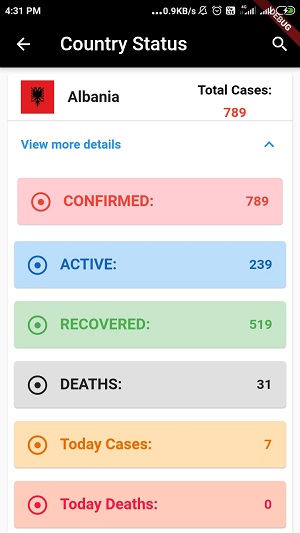 4:31 PM ...0.9KB/s
DEBUG
Country Status
Albania
Total Cases:
789
View more details
CONFIRMED: 789
ACTIVE: 239
RECOVERED: 519
DEATHS: 31
Today Cases: 7
Today Deaths: 0